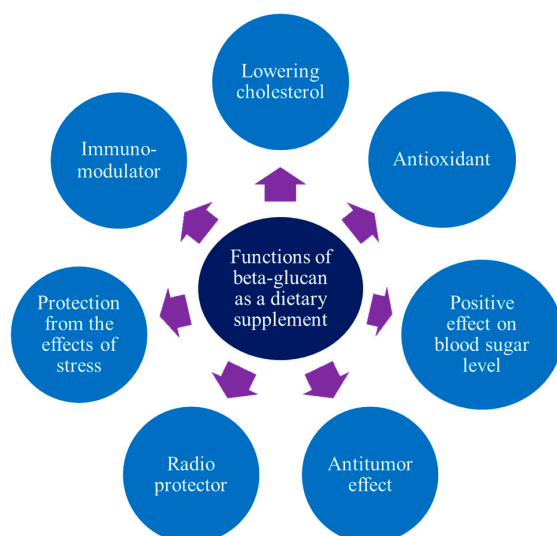 Lowering
cholesterol
Immuno-
modulator
Antioxidant
Functions of
beta-glucan
as a dietary
supplement
Protection
from the
effects of
stress
Positive
effect on
blood sugar
level
Radio
protector
Antitumor
effect